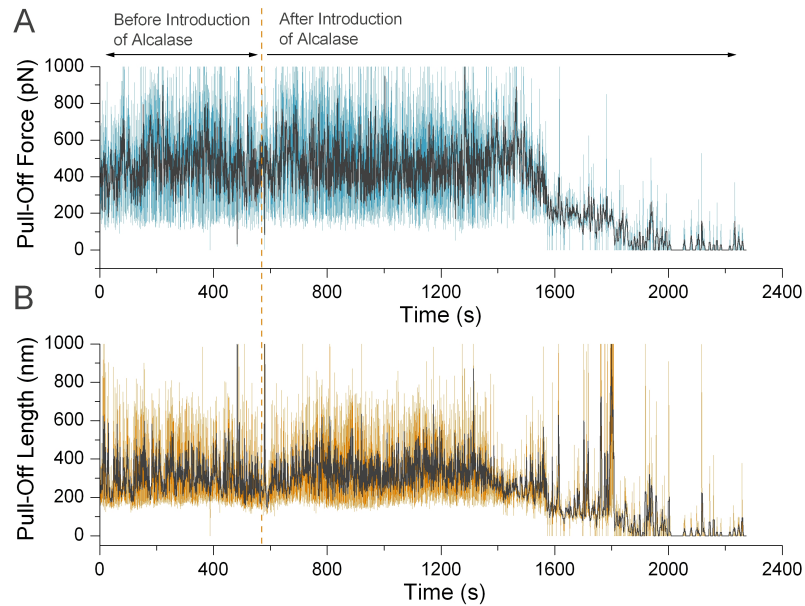 A
Before Introduction
of Alcalase
After Introduction
of Alcalase
Pull-Off Force (pN)
1000
800
600
400
200
0
0 400 800 1200 1600 2000 2400
Time (s)
B
Pull-Off Length (nm)
1000
800
600
400
200
0
0 400 800 1200 1600 2000 2400
Time (s)